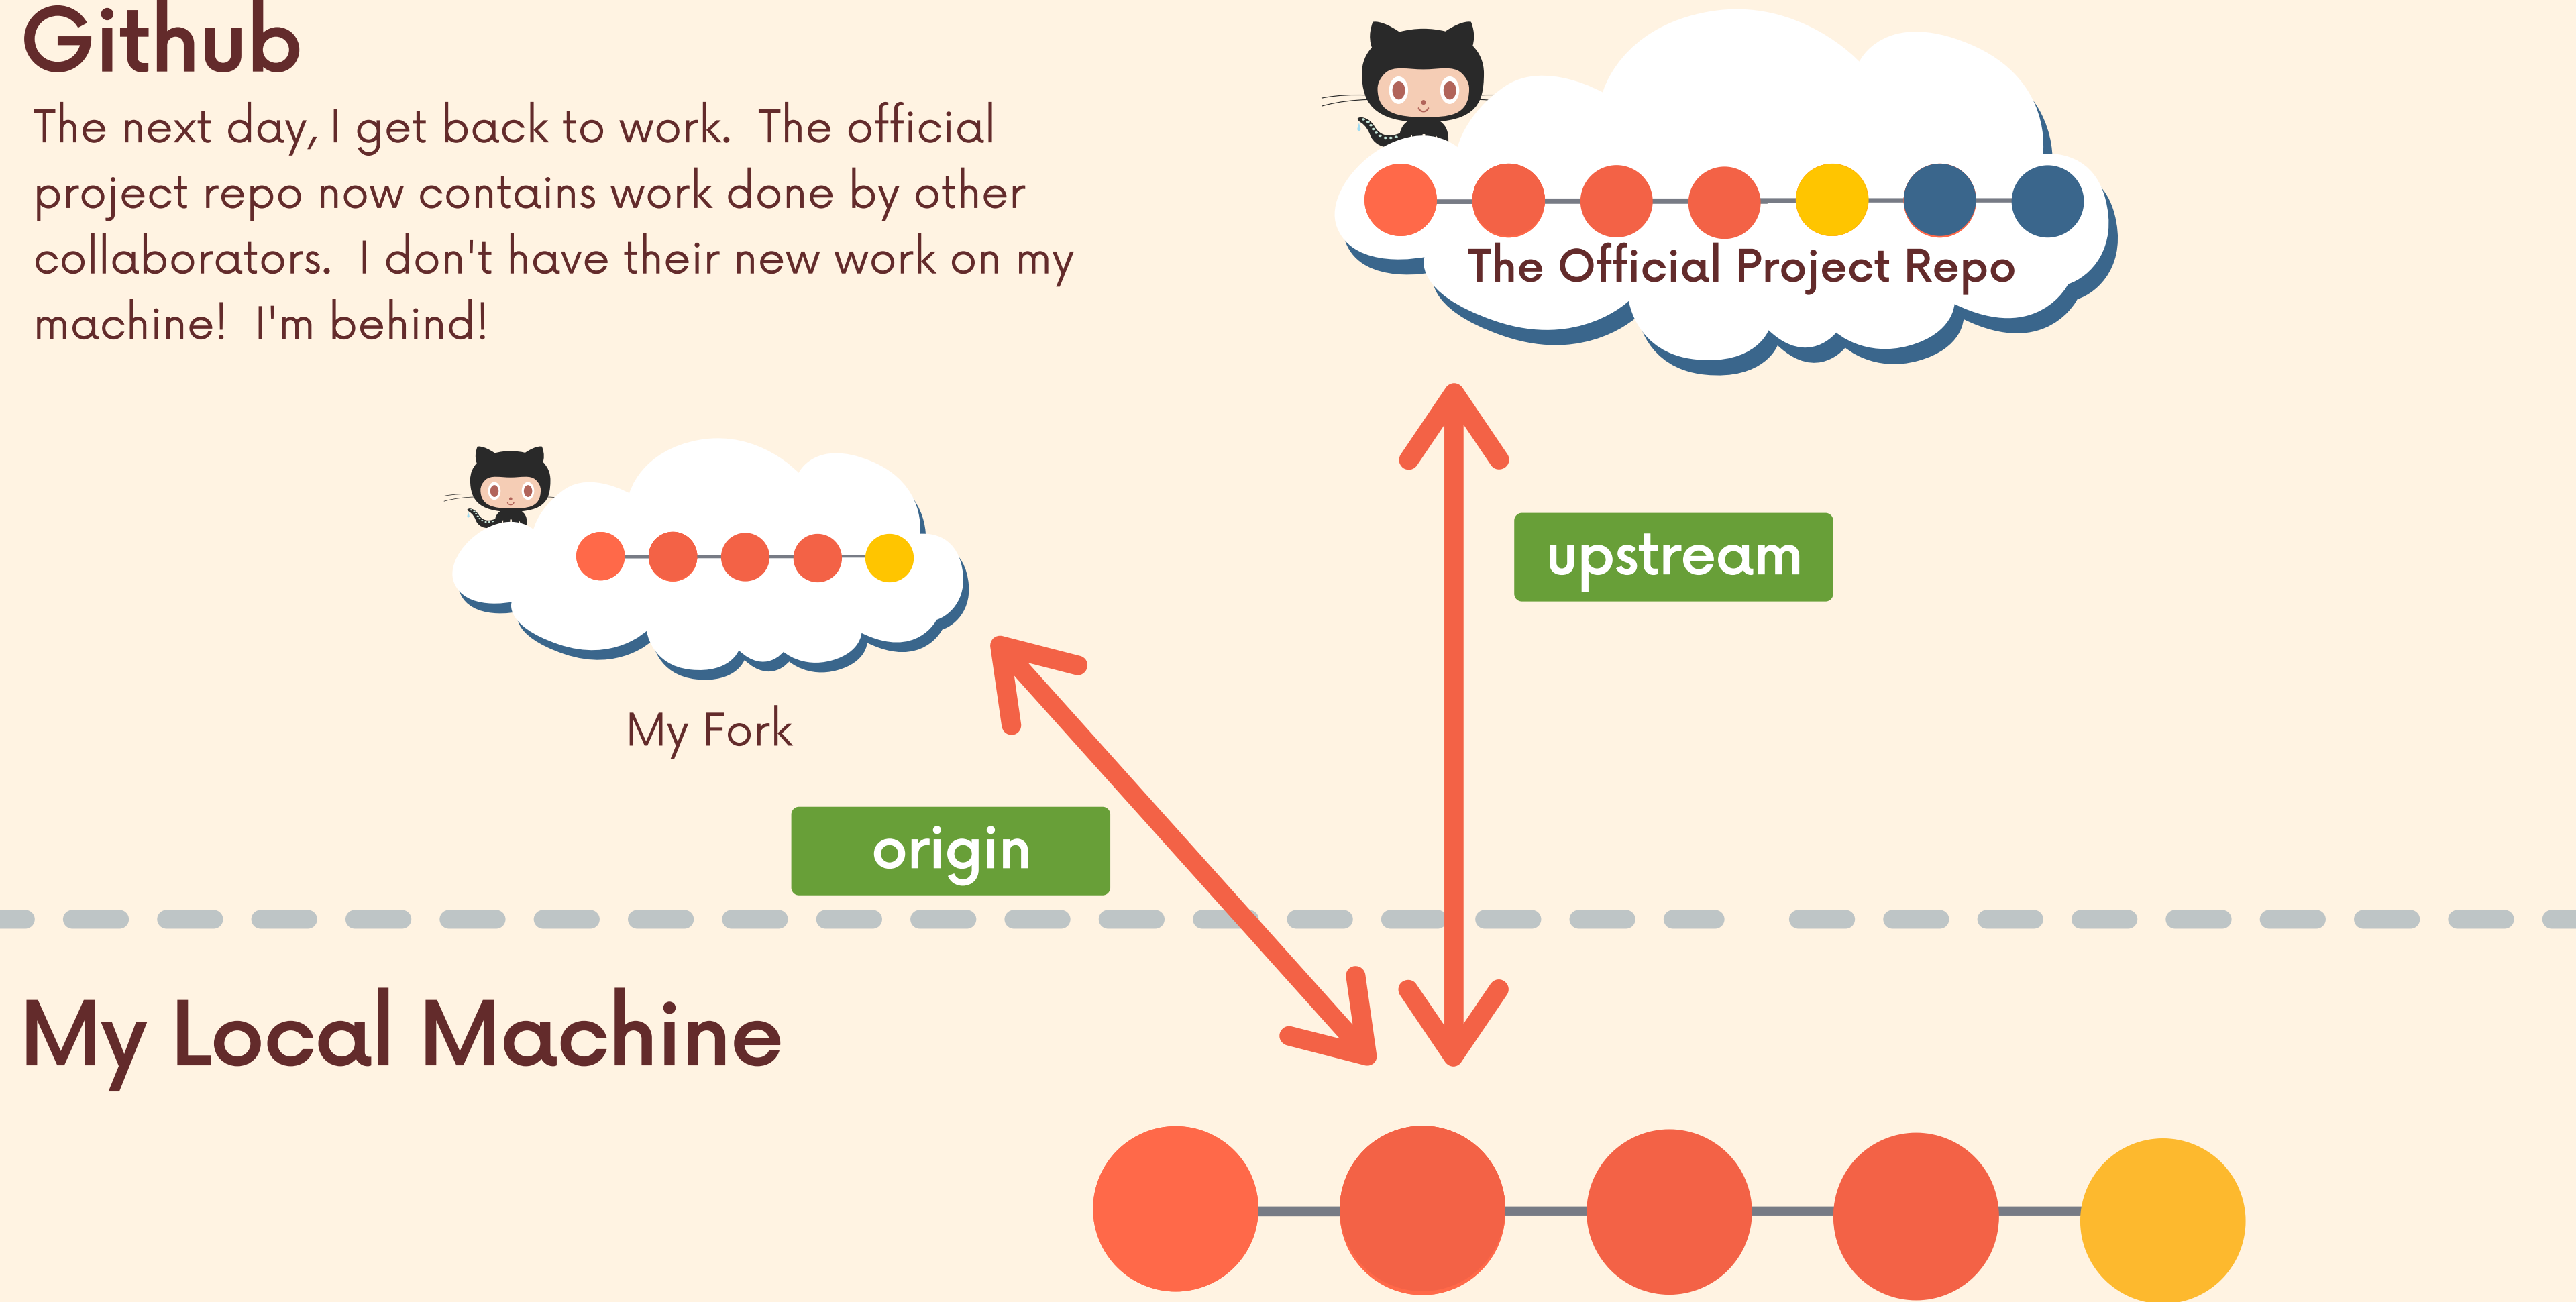 Github
The next day, I get back to work.  The official
project repo now contains work done by other
collaborators.  I don't have their new work on my
machine!  I'm behind!
The Official Project Repo
upstream
My Fork
origin
My Local Machine